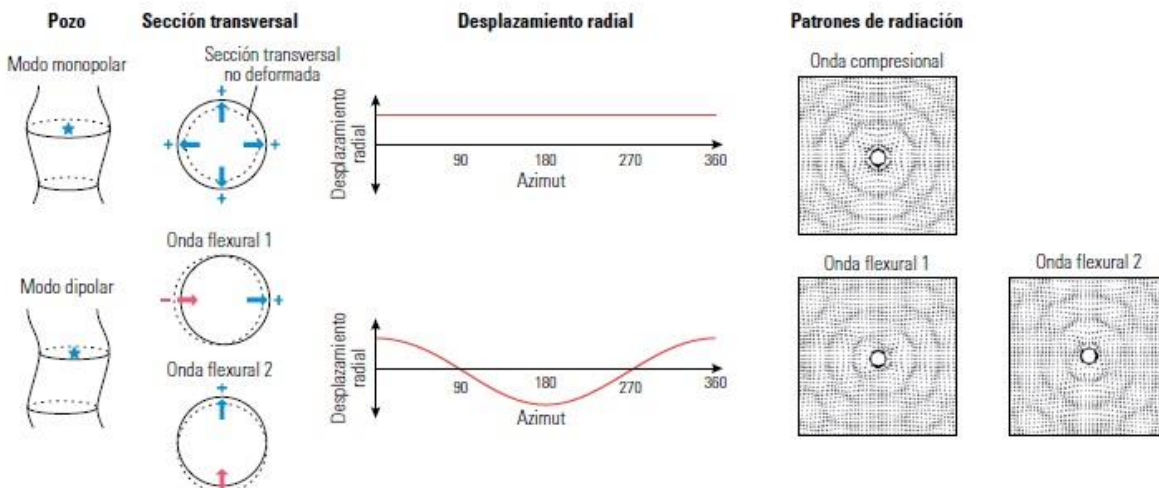 Pozo
Sección transversal
Desplazamiento radial
Patrones de radiación
Modo monopolar
Sección transversal
no deformada
+
+
+
+
Desplazamiento
radial
90
180
270
360
Azimut
Onda compresional
Modo dipolar
Onda flexural 1
−
+
Onda flexural 2
+
Desplazamiento
radial
90
180
270
360
Azimut
Onda flexural 1
Onda flexural 2